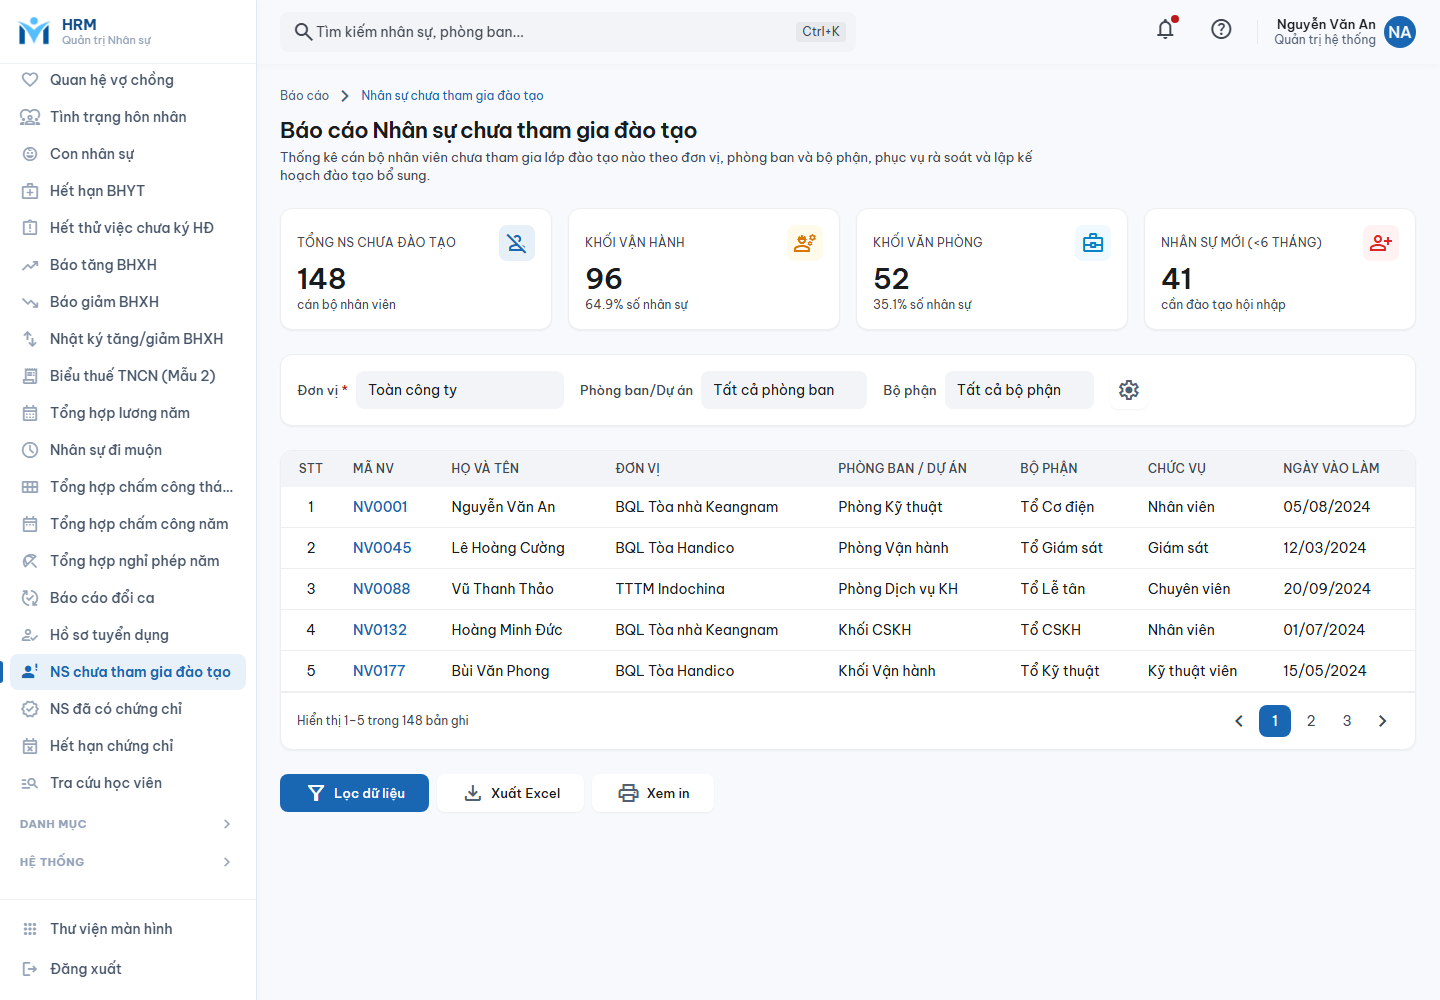 HRM
Quản trị Nhân sự
Tìm kiếm nhân sự, phòng ban...
Ctrl+K
Nguyễn Văn An
Quản trị hệ thống
NA
Quan hệ vợ chồng
Tình trạng hôn nhân
Con nhân sự
Hết hạn BHYT
Hết thử việc chưa ký HĐ
Báo tăng BHXH
Báo giảm BHXH
Nhật ký tăng/giảm BHXH
Biểu thuế TNCN (Mẫu 2)
Tổng hợp lương năm
Nhân sự đi muộn
Tổng hợp chấm công thá...
Tổng hợp chấm công năm
Tổng hợp nghỉ phép năm
Báo cáo đổi ca
Hồ sơ tuyển dụng
NS chưa tham gia đào tạo
NS đã có chứng chỉ
Hết hạn chứng chỉ
Tra cứu học viên
DANH MỤC
HỆ THỐNG
Thư viện màn hình
Đăng xuất
Báo cáo
Nhân sự chưa tham gia đào tạo
Báo cáo Nhân sự chưa tham gia đào tạo
Thống kê cán bộ nhân viên chưa tham gia lớp đào tạo nào theo đơn vị, phòng ban và bộ phận, phục vụ rà soát và lập kế
hoạch đào tạo bổ sung.
TỔNG NS CHƯA ĐÀO TẠO
148
cán bộ nhân viên
KHỐI VẬN HÀNH
96
64.9% số nhân sự
KHỐI VĂN PHÒNG
52
35.1% số nhân sự
NHÂN SỰ MỚI (<6 THÁNG)
41
cần đào tạo hội nhập
Đơn vị * Toàn công ty
Phòng ban/Dự án Tất cả phòng ban
Bộ phận Tất cả bộ phận
STT MÃ NV HỌ VÀ TÊN ĐƠN VỊ PHÒNG BAN / DỰ ÁN BỘ PHẬN CHỨC VỤ NGÀY VÀO LÀM
1 NV0001 Nguyễn Văn An BQL Tòa nhà Keangnam Phòng Kỹ thuật Tổ Cơ điện Nhân viên 05/08/2024
2 NV0045 Lê Hoàng Cường BQL Tòa Handico Phòng Vận hành Tổ Giám sát Giám sát 12/03/2024
3 NV0088 Vũ Thanh Thảo TTTM Indochina Phòng Dịch vụ KH Tổ Lễ tân Chuyên viên 20/09/2024
4 NV0132 Hoàng Minh Đức BQL Tòa nhà Keangnam Khối CSKH Tổ CSKH Nhân viên 01/07/2024
5 NV0177 Bùi Văn Phong BQL Tòa Handico Khối Vận hành Tổ Kỹ thuật Kỹ thuật viên 15/05/2024
Hiển thị 1–5 trong 148 bản ghi
1 2 3
Lọc dữ liệu
Xuất Excel
Xem in